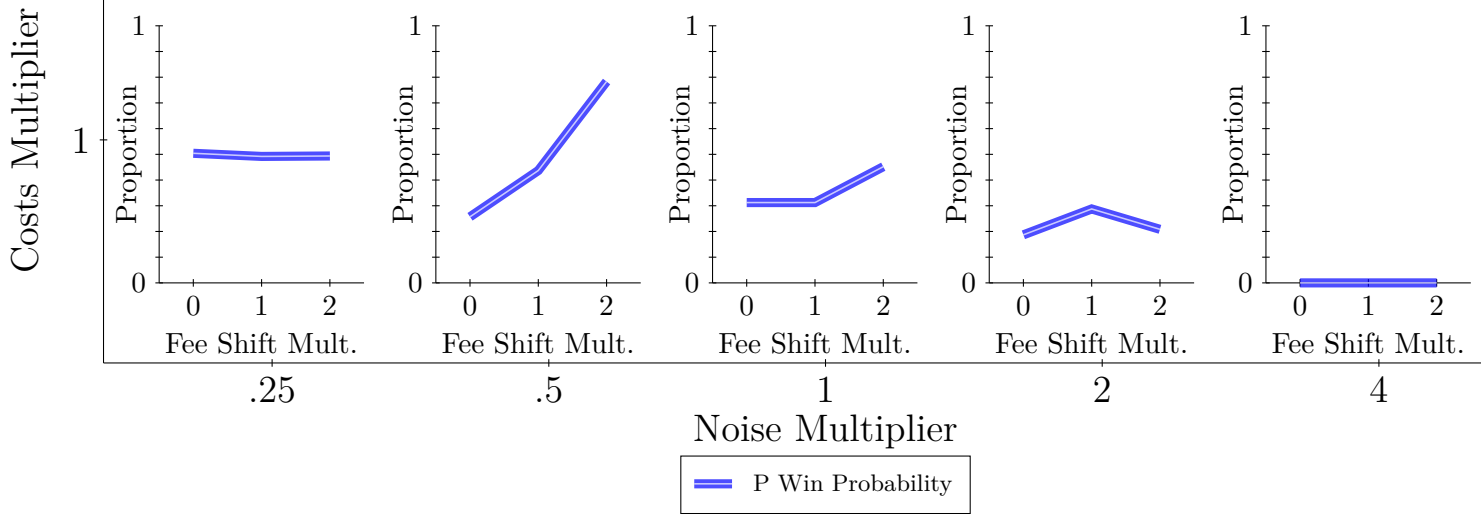 Costs Multiplier
1
1
Proportion
0
0 1 2
Fee Shift Mult.
1
Proportion
0
0 1 2
Fee Shift Mult.
1
Proportion
0
0 1 2
Fee Shift Mult.
1
Proportion
0
0 1 2
Fee Shift Mult.
1
Proportion
0
0 1 2
Fee Shift Mult.
.25 .5 1 2 4
Noise Multiplier
P Win Probability